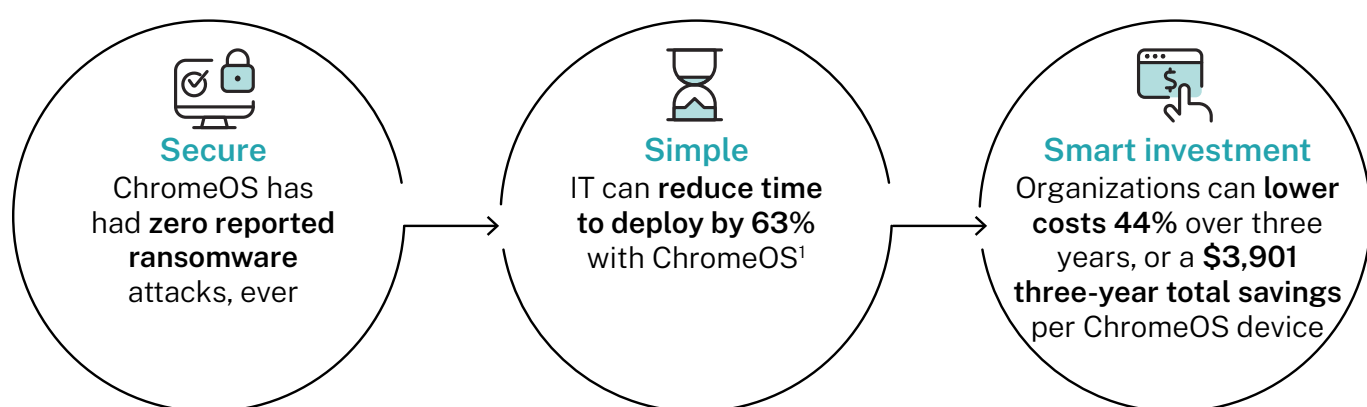 Secure
ChromeOS has
had zero reported
ransomware
attacks, ever
Simple
IT can reduce time
to deploy by 63%
with ChromeOS¹
$
Smart investment
Organizations can lower
costs 44% over three
years, or a $3,901
three-year total savings
per ChromeOS device